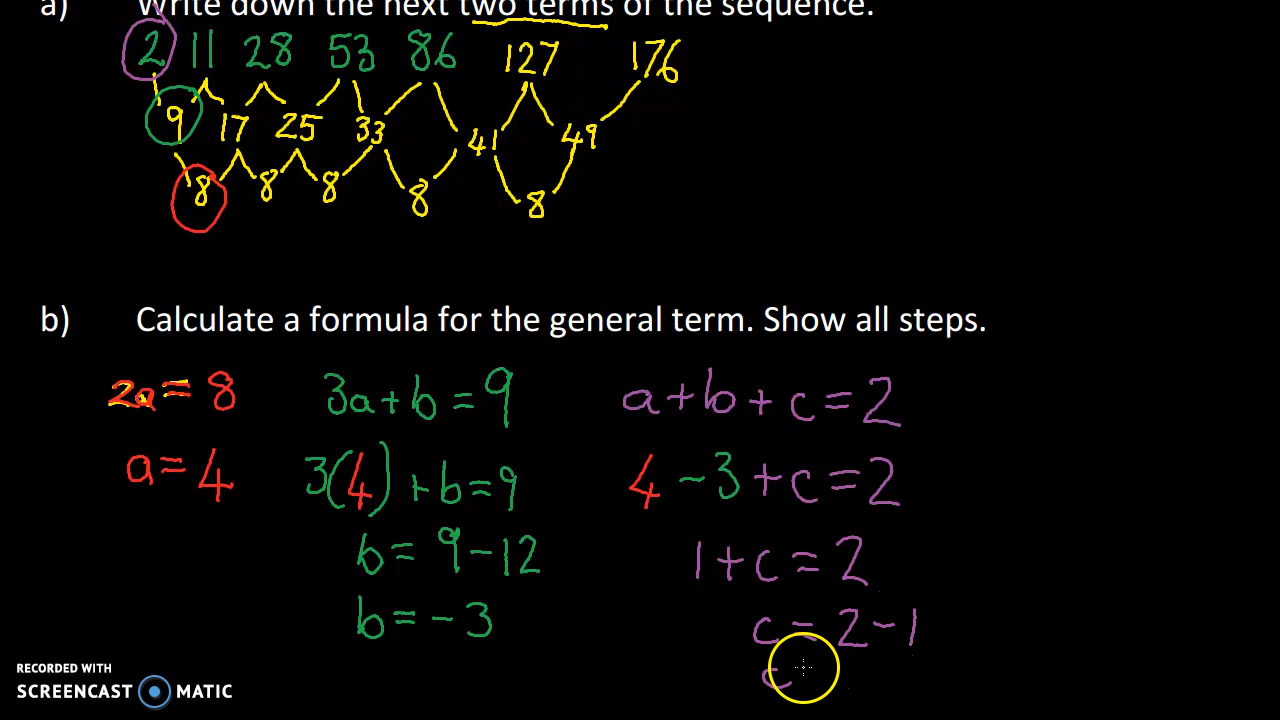 a) Write down the next two terms of the sequence.
2 11 28 53 86 127 176
9 17 25 33 41 49
8 8 8 8 8
b) Calculate a formula for the general term. Show all steps.
2a = 8 3a + b = 9 a + b + c = 2
a = 4 3(4) + b = 9 4 - 3 + c = 2
b = 9 - 12 1 + c = 2
b = - 3 c = 2 - 1
c
RECORDED WITH
SCREENCAST MATIC